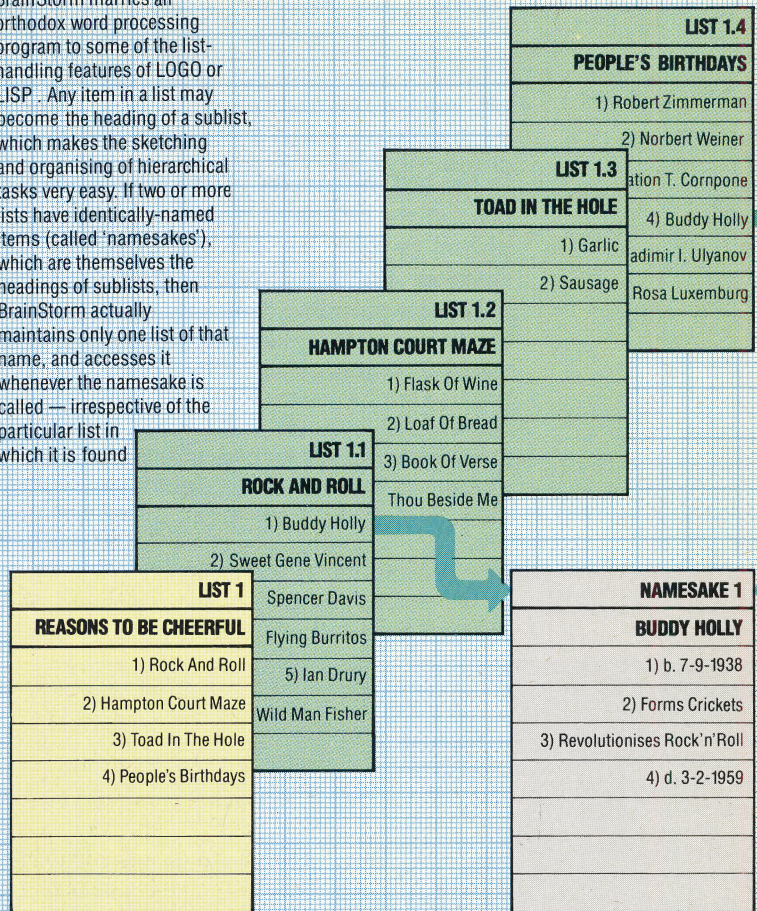 BrainStorm marries an
orthodox word processing
program to some of the list-
handling features of LOGO or
LISP . Any item in a list may
become the heading of a sublist,
which makes the sketching
and organising of hierarchical
tasks very easy. If two or more
lists have identically-named
items (called 'namesakes'),
which are themselves the
headings of sublists, then
BrainStorm actually
maintains only one list of that
name, and accesses it
whenever the namesake is
called — irrespective of the
particular list in
which it is found
LIST 1.4
PEOPLE'S BIRTHDAYS
1) Robert Zimmerman
2) Norbert Weiner
ation T. Cornpone
4) Buddy Holly
adimir I. Ulyanov
Rosa Luxemburg
LIST 1.3
TOAD IN THE HOLE
1) Garlic
2) Sausage
LIST 1.2
HAMPTON COURT MAZE
1) Flask Of Wine
2) Loaf Of Bread
3) Book Of Verse
Thou Beside Me
LIST 1.1
ROCK AND ROLL
1) Buddy Holly
2) Sweet Gene Vincent
Spencer Davis
Flying Burritos
5) Ian Drury
Wild Man Fisher
LIST 1
REASONS TO BE CHEERFUL
1) Rock And Roll
2) Hampton Court Maze
3) Toad In The Hole
4) People's Birthdays
NAMESAKE 1
BUDDY HOLLY
1) b. 7-9-1938
2) Forms Crickets
3) Revolutionises Rock'n'Roll
4) d. 3-2-1959